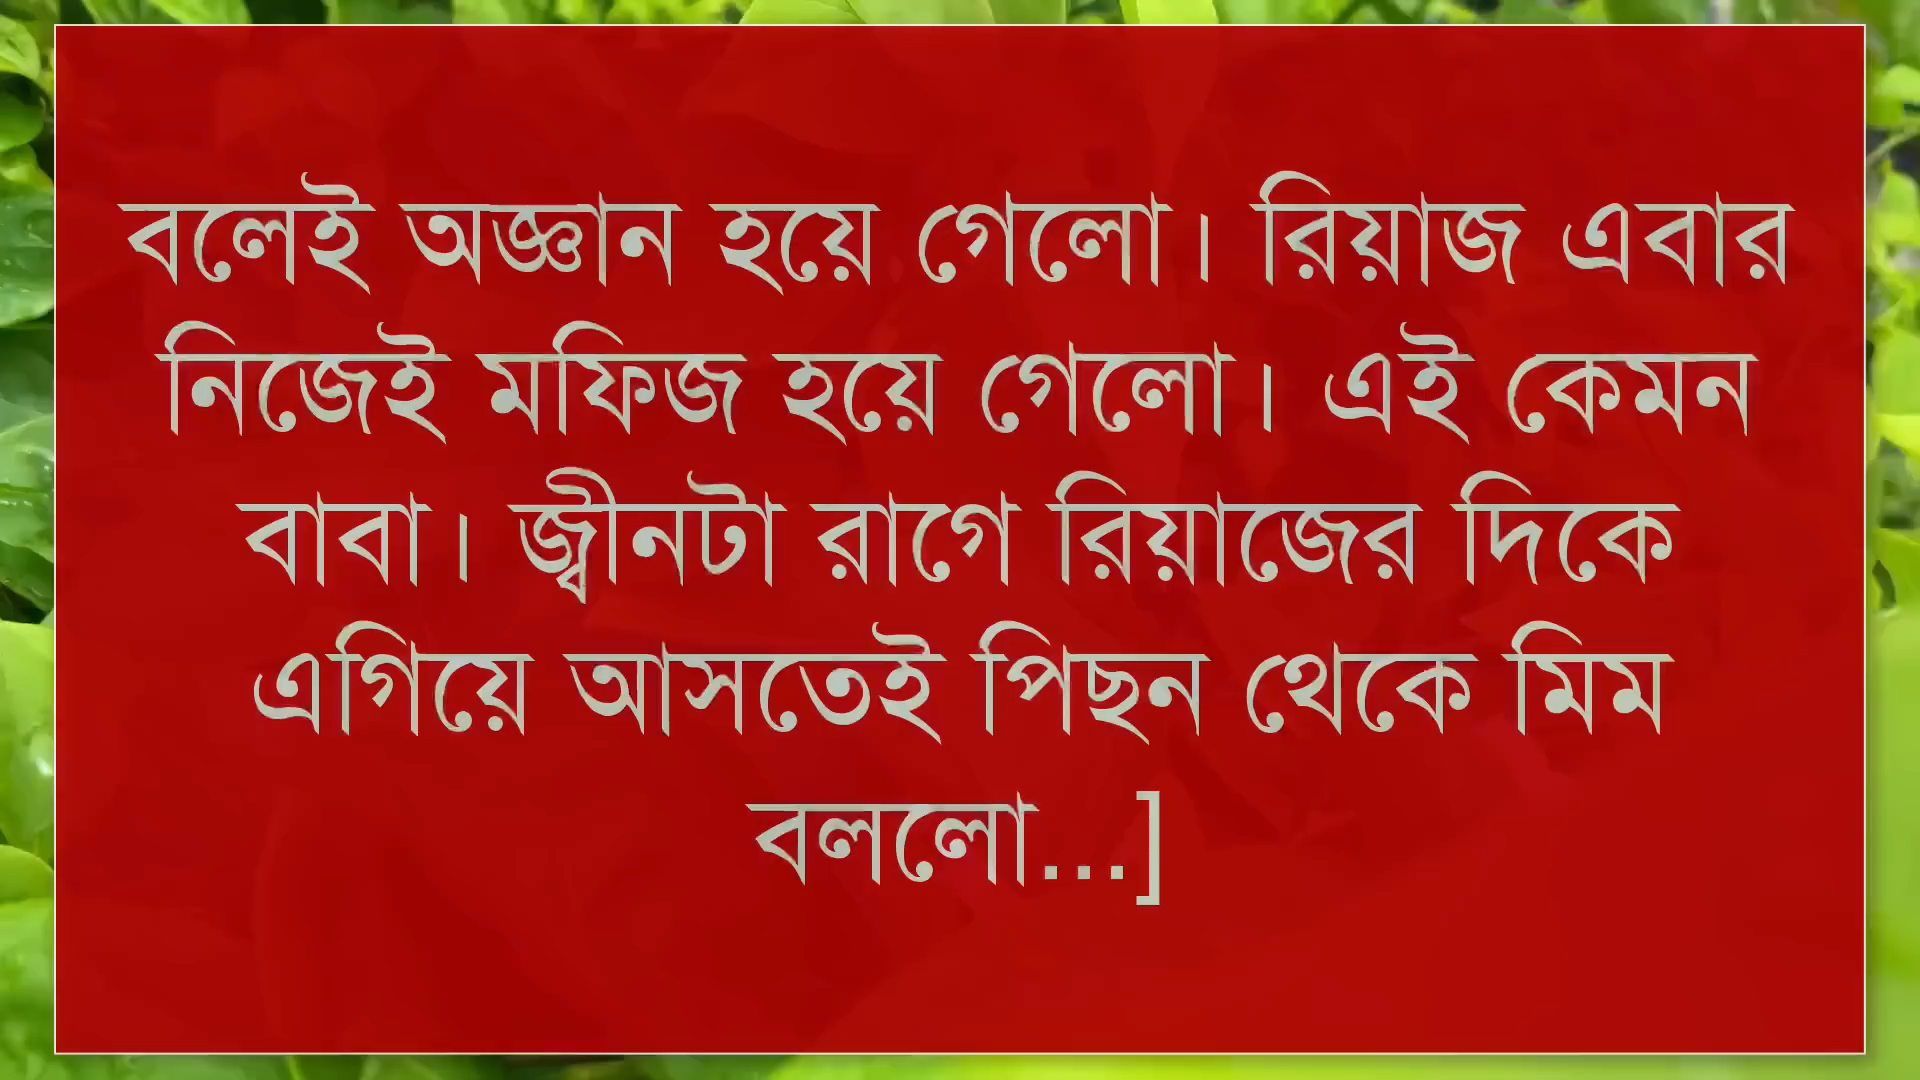 বলেই অজ্ঞান হয়ে গেলো। রিয়াজ এবার
নিজেই মফিজ হয়ে গেলো। এই কেমন
বাবা। জ্বীনটা রাগে রিয়াজের দিকে
এগিয়ে আসতেই পিছন থেকে মিম
বললো...]